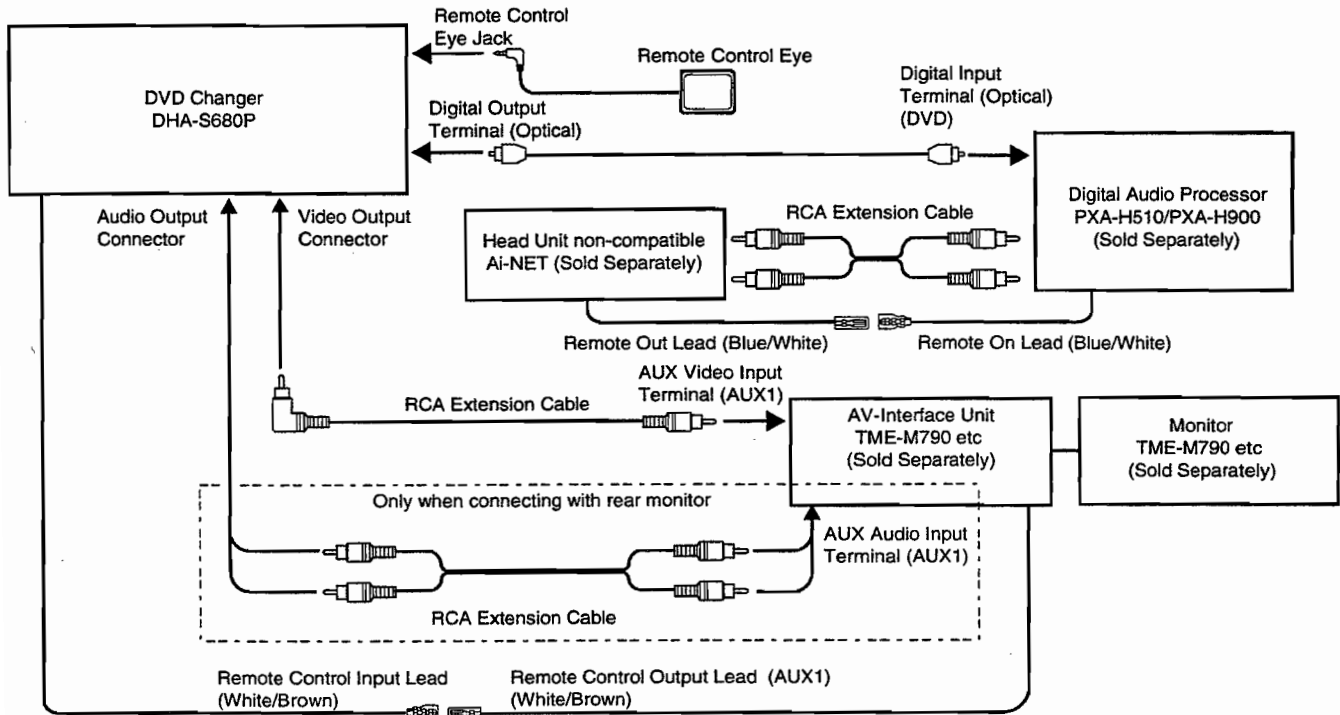 Remote Control
Eye Jack
Remote Control Eye
DVD Changer
DHA-S680P
Digital Output
Terminal (Optical)
Digital Input
Terminal (Optical)
(DVD)
Audio Output
Connector
Video Output
Connector
Head Unit non-compatible
Ai-NET (Sold Separately)
RCA Extension Cable
Digital Audio Processor
PXA-H510/PXA-H900
(Sold Separately)
Remote Out Lead (Blue/White)
Remote On Lead (Blue/White)
RCA Extension Cable
AUX Video Input
Terminal (AUX1)
AV-Interface Unit
TME-M790 etc
(Sold Separately)
Monitor
TME-M790 etc
(Sold Separately)
Only when connecting with rear monitor
AUX Audio Input
Terminal (AUX1)
RCA Extension Cable
Remote Control Input Lead
(White/Brown)
Remote Control Output Lead (AUX1)
(White/Brown)